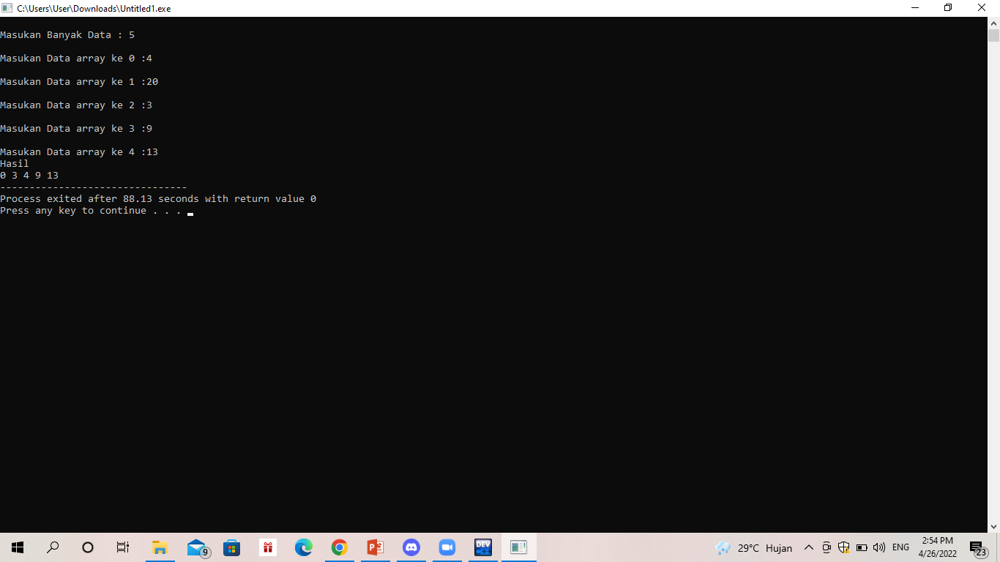 C:\Users\User\Downloads\Untitled1.exe
Masukan Banyak Data : 5
Masukan Data array ke 0 :4
Masukan Data array ke 1 :20
Masukan Data array ke 2 :3
Masukan Data array ke 3 :9
Masukan Data array ke 4 :13
Hasil
0 3 4 9 13
--------------------------------
Process exited after 88.13 seconds with return value 0
Press any key to continue . . .
9
DEV
29°C Hujan
ENG
2:54 PM
4/26/2022
23